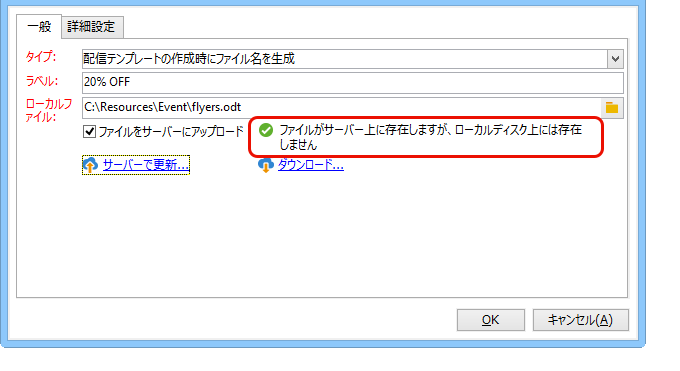 一般 詳細設定
タイプ: 配信テンプレートの作成時にファイル名を生成
ラベル: 20% OFF
ローカルフ
ァイル: C:\Resources\Event\flyers.odt
ファイルをサーバーにアップロード ファイルがサーバー上に存在しますが、ローカルディスク上には存在
しません
サーバーで更新... ダウンロード...
OK キャンセル(A)